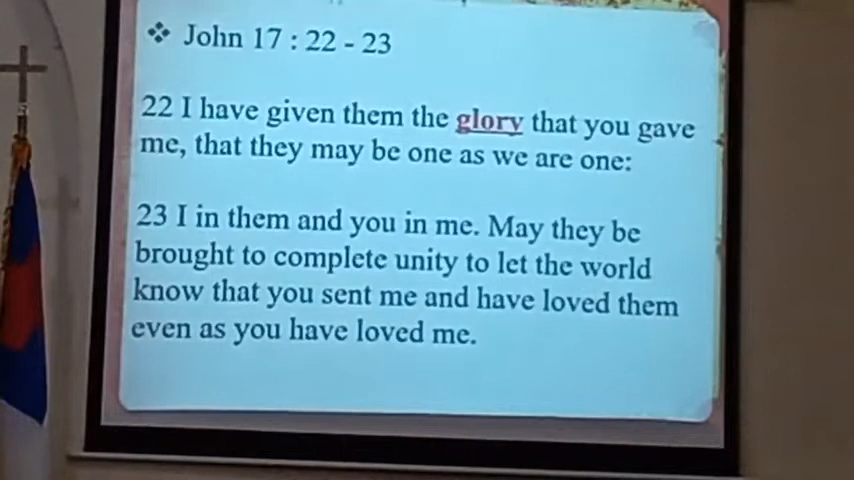 ❖ John 17 : 22 - 23
22 I have given them the glory that you gave
me, that they may be one as we are one:
23 I in them and you in me. May they be
brought to complete unity to let the world
know that you sent me and have loved them
even as you have loved me.